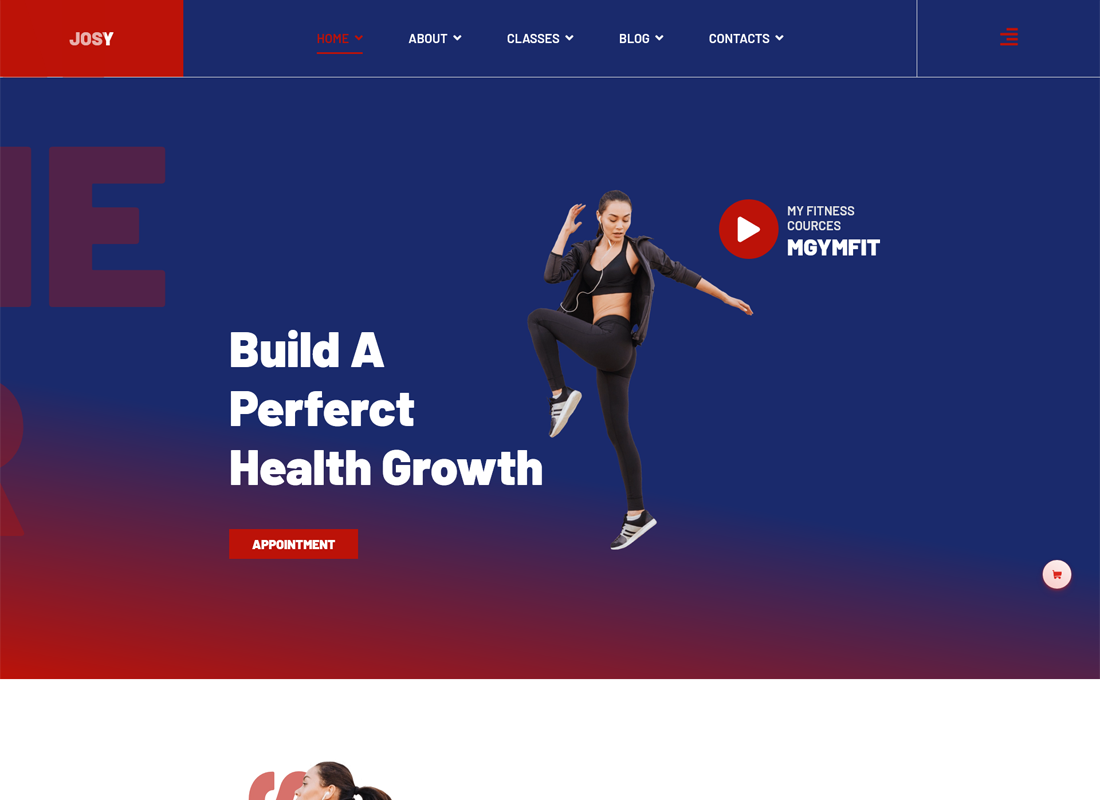 JOSY
HOME
ABOUT
CLASSES
BLOG
CONTACTS
MY FITNESS
COURCES
MGYMFIT
Build A
Perferct
Health Growth
APPOINTMENT